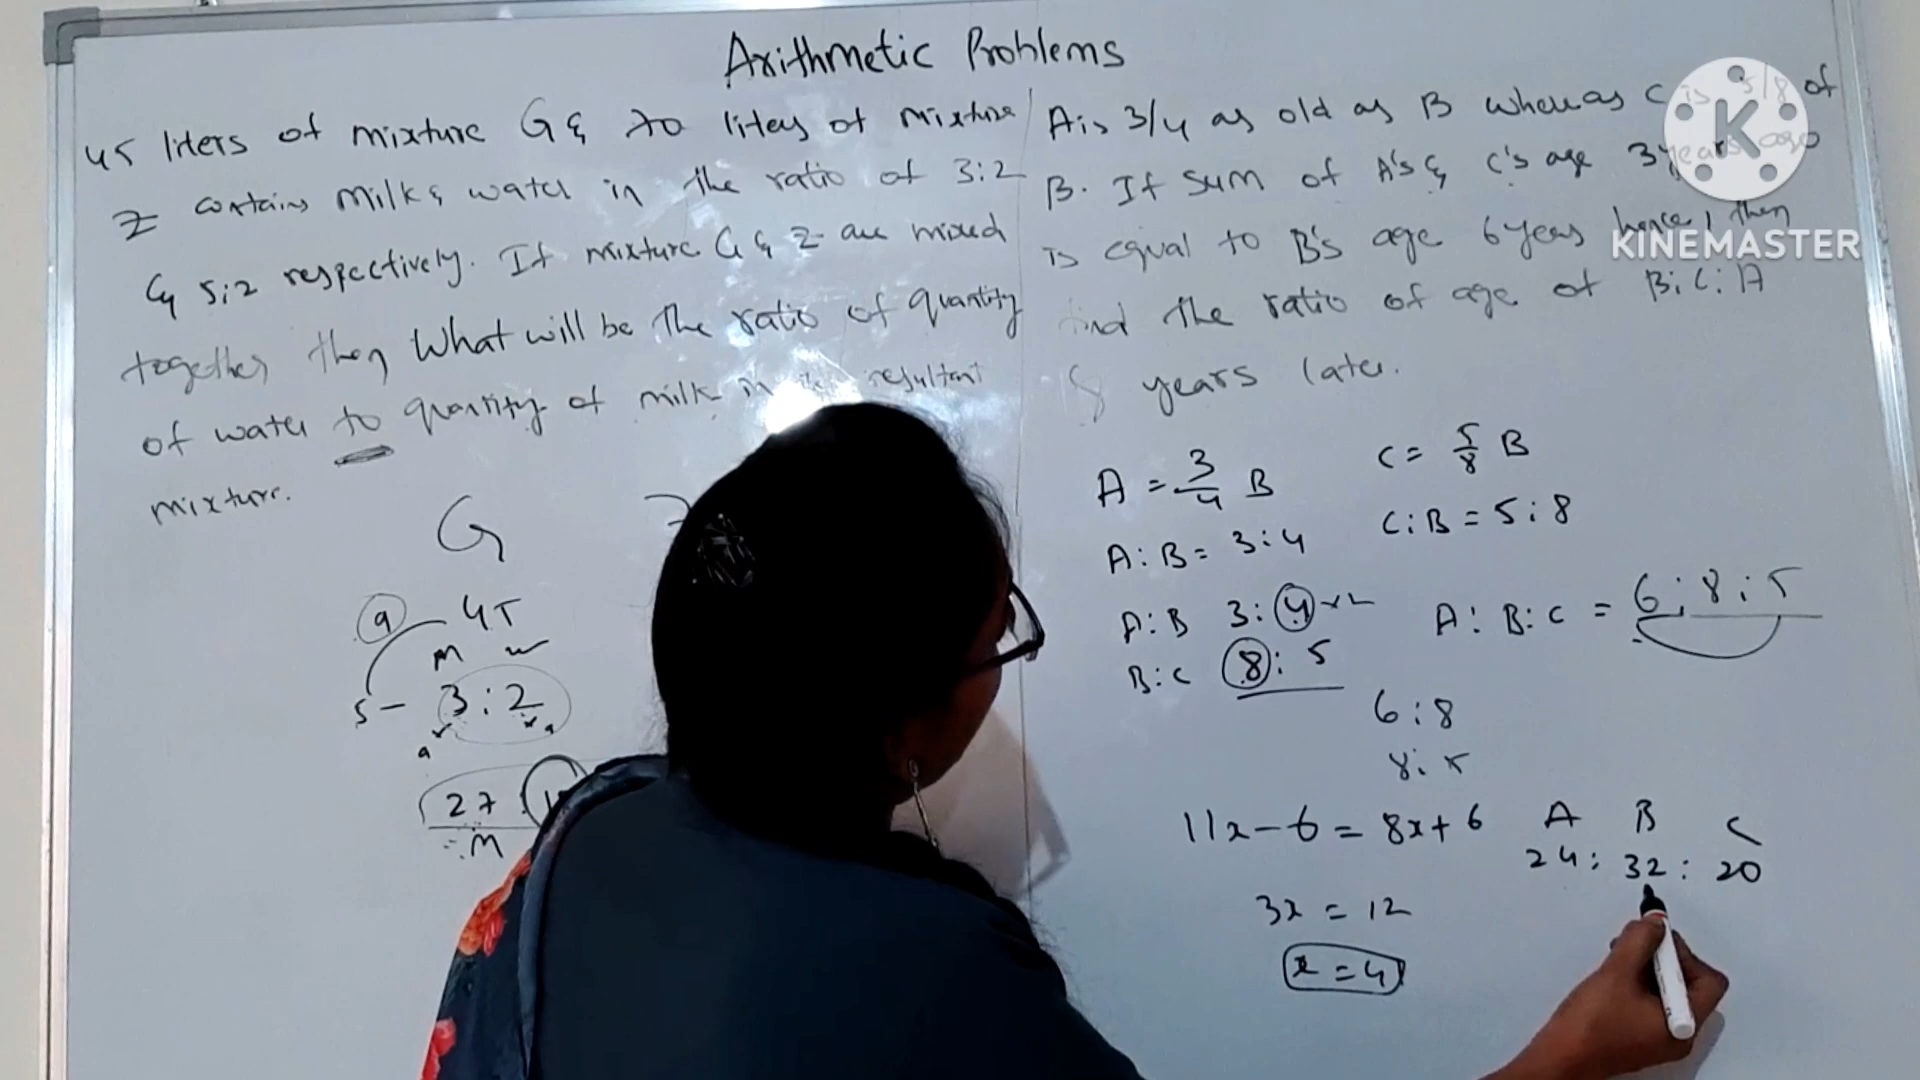 Arithmetic Problems
45 liters of mixture G & 70 liters of mixture
Z contains milk & water in the ratio of 3:2
& 5:2 respectively. If mixture G & Z are mixed
together then What will be the ratio of quantity
of water to quantity of milk in resultant
mixture.
G
9 45
M W
5 - 3:2
27
M
A is 3/4 as old as B whereas C is 5/8 of
B. If sum of A's & C's age 3 years ago
is equal to B's age 6 years hence, then
find the ratio of age of B:C:A
8 years later.
A = 3/4 B C = 5/8 B
A:B = 3:4 C:B = 5:8
A:B 3:4 ×2 A:B:C = 6:8:5
B:C 8:5
6:8
8:5
11x-6 = 8x+6 A B C
24:32:20
3x = 12
x = 4
KINEMASTER